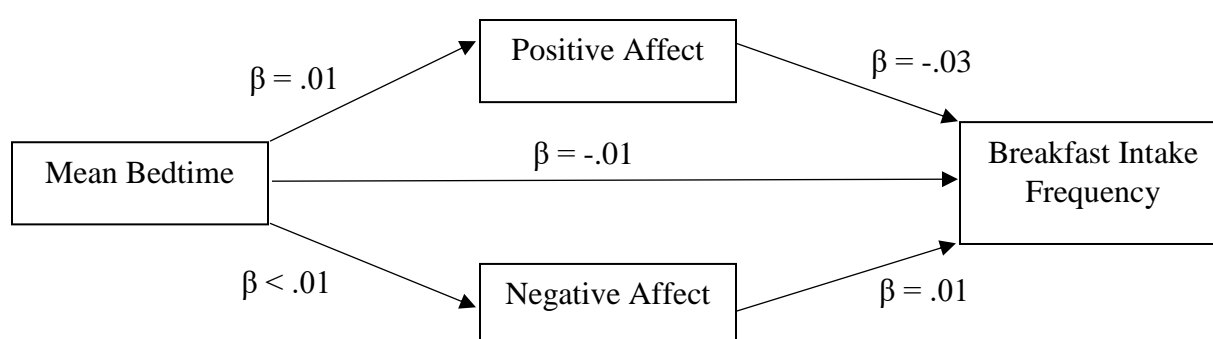 Positive Affect
β = .01
β = -.03
Mean Bedtime
β = -.01
Breakfast Intake
Frequency
β < .01
Negative Affect
β = .01